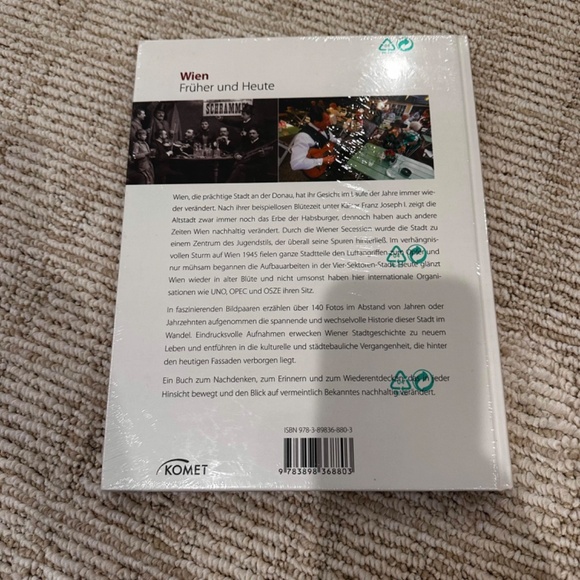 Wien
Früher und Heute
SCHRAMMEL
Wien, die prächtige Stadt an der Donau, hat ihr Gesicht im Laufe der Jahre immer wie-
der verändert. Nach ihrer beispiellosen Blütezeit unter Kaiser Franz Joseph I. zeigt die
Altstadt zwar immer noch das Erbe der Habsburger, dennoch haben auch andere
Zeiten Wien nachhaltig verändert. Durch die Wiener Secession wurde die Stadt zu
einem Zentrum des Jugendstils, der überall seine Spuren hinterließ. Im verhängnis-
vollen Sturm auf Wien 1945 fielen ganze Stadtteile den Luftangriffen zum Opfer und
nur mühsam begannen die Aufbauarbeiten in der Vier-Sektoren-Stadt. Heute glänzt
Wien wieder in alter Blüte und nicht umsonst haben hier internationale Organi-
sationen wie UNO, OPEC und OSZE ihren Sitz.
In faszinierenden Bildpaaren erzählen über 140 Fotos im Abstand von Jahren oder
Jahrzehnten aufgenommen die spannende und wechselvolle Historie dieser Stadt im
Wandel. Eindrucksvolle Aufnahmen erwecken Wiener Stadtgeschichte zu neuem
Leben und entführen in die kulturelle und städtebauliche Vergangenheit, die hinter
den heutigen Fassaden verborgen liegt.
Ein Buch zum Nachdenken, zum Erinnern und zum Wiederentdecken, die in jeder
Hinsicht bewegt und den Blick auf vermeintlich Bekanntes nachhaltig verändert.
ISBN 978-3-89836-880-3
9 783898 368803
KOMET